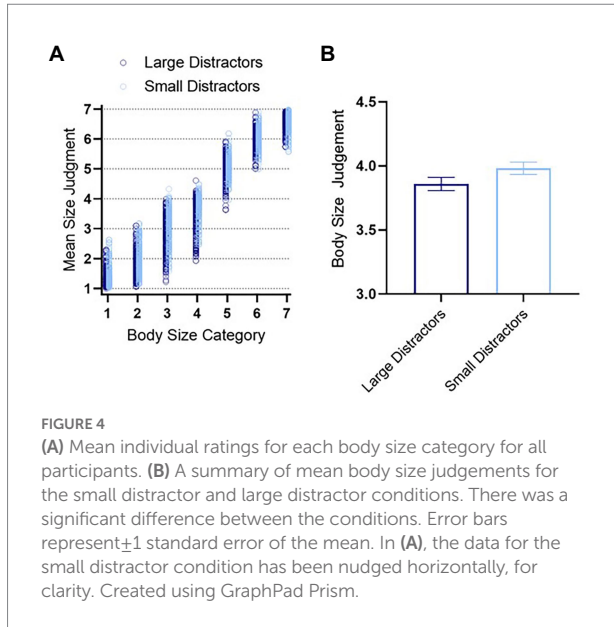 A
Large Distractors
Small Distractors
Mean Size Judgment
7
6
5
4
3
2
1
1 2 3 4 5 6 7
Body Size Category
B
Body Size Judgement
4.5
4.0
3.5
3.0
Large Distractors
Small Distractors
FIGURE 4
(A) Mean individual ratings for each body size category for all
participants. (B) A summary of mean body size judgements for
the small distractor and large distractor conditions. There was a
significant difference between the conditions. Error bars
represent±1 standard error of the mean. In (A), the data for the
small distractor condition has been nudged horizontally, for
clarity. Created using GraphPad Prism.